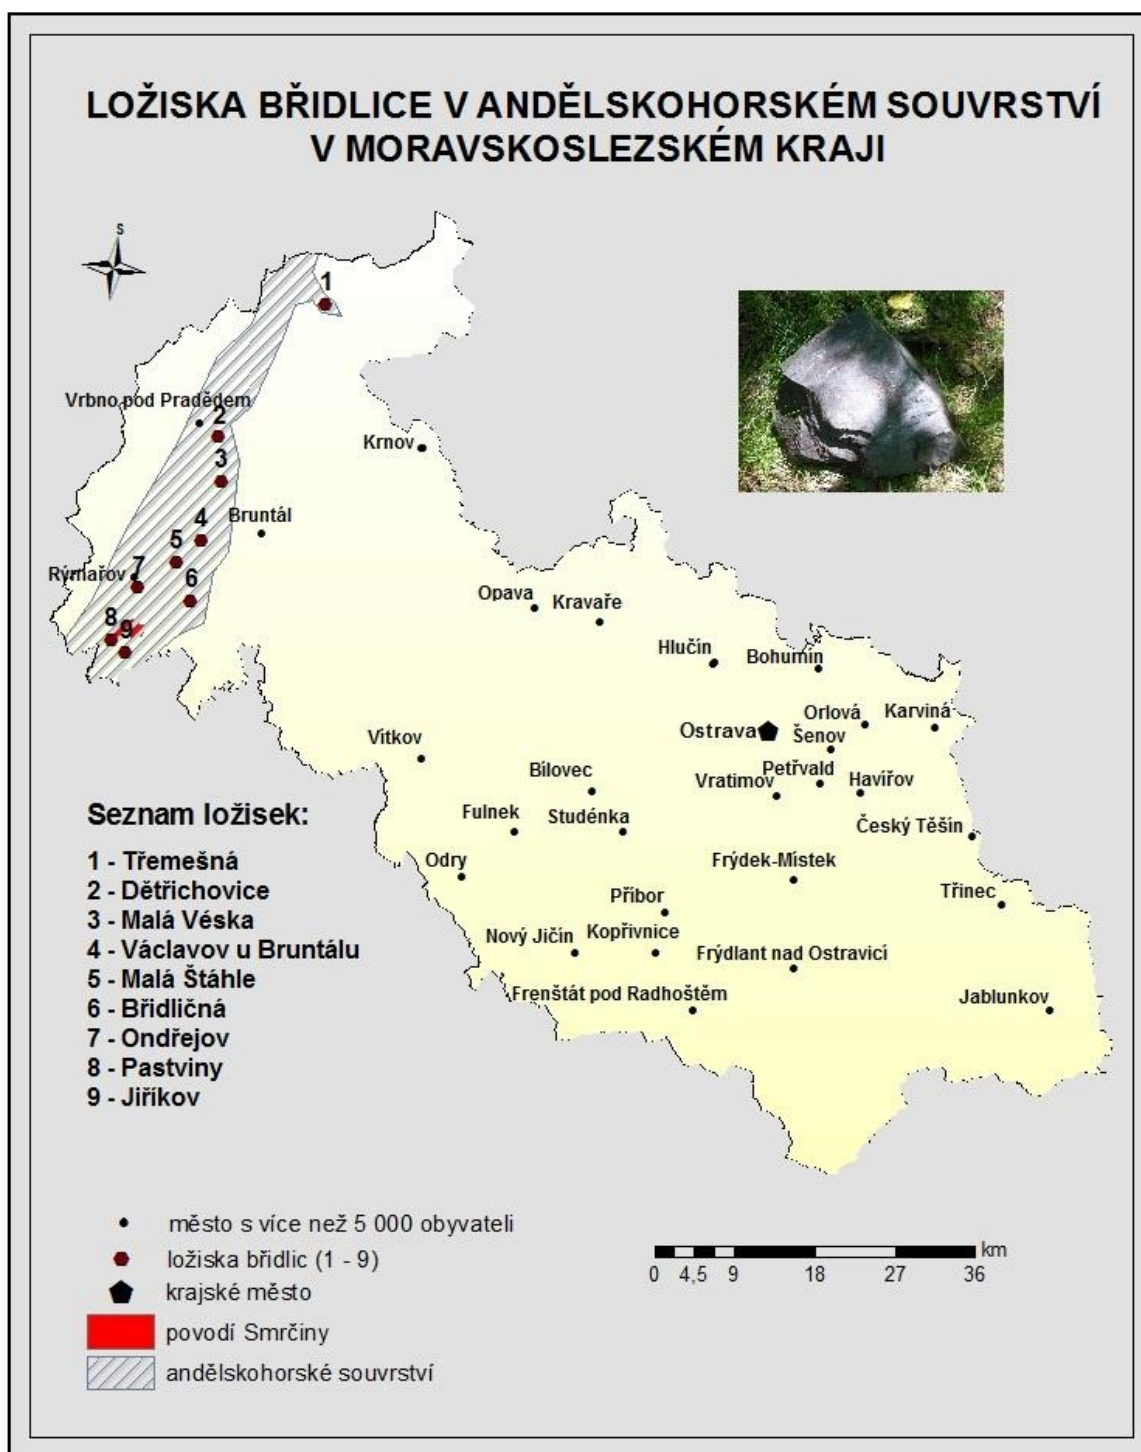 LOŽISKA BŘIDLICE V ANDĚLSKOHORSKÉM SOUVRSTVÍ
V MORAVSKOSLEZSKÉM KRAJI
S
1
Vrbno pod Pradědem
2
Krnov
3
Bruntál
4
5
Rýmařov
7
6
Opava
Kravaře
8
9
Hlučín
Bohumín
Orlová
Karviná
Ostrava
Šenov
Vítkov
Bílovec
Petřvald
Vratimov
Havířov
Fulnek
Studénka
Český Těšín
Odry
Frýdek-Místek
Příbor
Třinec
Nový Jičín
Kopřivnice
Frýdlant nad Ostravicí
Frenštát pod Radhoštěm
Jablunkov
Seznam ložisek:
1 - Třemešná
2 - Dětřichovice
3 - Malá Véska
4 - Václavov u Bruntálu
5 - Malá Štáhle
6 - Břidličná
7 - Ondřejov
8 - Pastviny
9 - Jiříkov
město s více než 5 000 obyvateli
ložiska břidlic (1 - 9)
krajské město
povodí Smrčiny
andělskohorské souvrství
km
0 4,5 9 18 27 36